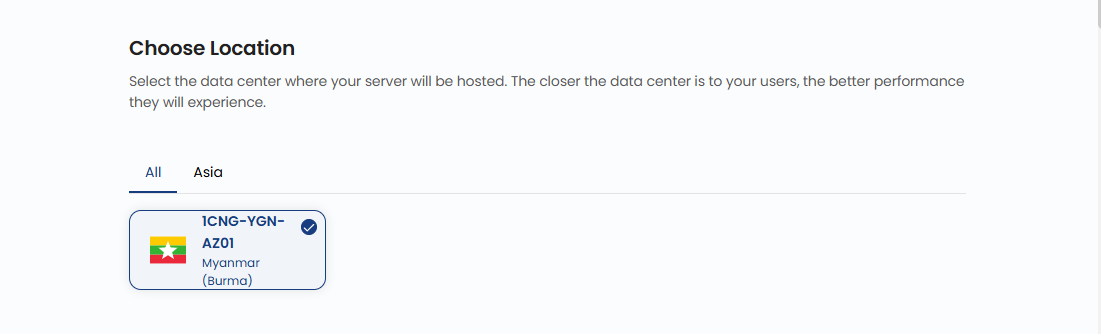 Choose Location
Select the data center where your server will be hosted. The closer the data center is to your users, the better performance
they will experience.
All
Asia
1CNG-YGN-
AZ01
Myanmar
(Burma)